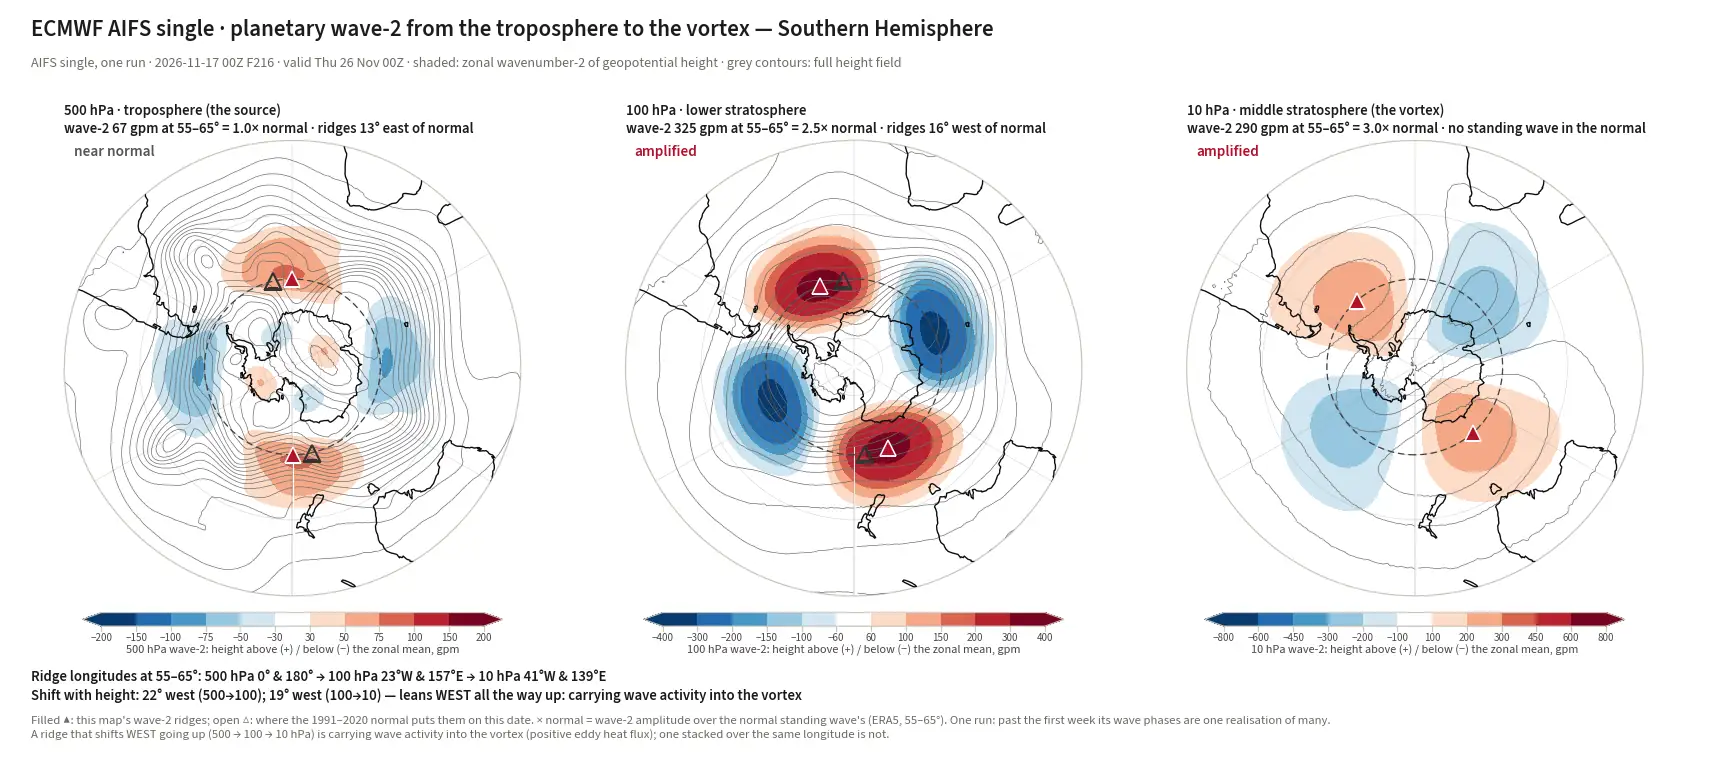 ECMWF AIFS single · planetary wave-2 from the troposphere to the vortex — Southern Hemisphere
AIFS single, one run · 2026-11-17 00Z F216 · valid Thu 26 Nov 00Z · shaded: zonal wavenumber-2 of geopotential height · grey contours: full height field
500 hPa · troposphere (the source)
wave-2 67 gpm at 55–65° = 1.0× normal · ridges 13° east of normal
near normal
100 hPa · lower stratosphere
wave-2 325 gpm at 55–65° = 2.5× normal · ridges 16° west of normal
amplified
10 hPa · middle stratosphere (the vortex)
wave-2 290 gpm at 55–65° = 3.0× normal · no standing wave in the normal
amplified
−200 −150 −100 −75 −50 −30 30 50 75 100 150 200
500 hPa wave-2: height above (+) / below (−) the zonal mean, gpm
−400 −300 −200 −150 −100 −60 60 100 150 200 300 400
100 hPa wave-2: height above (+) / below (−) the zonal mean, gpm
−800 −600 −450 −300 −200 −100 100 200 300 450 600 800
10 hPa wave-2: height above (+) / below (−) the zonal mean, gpm
Ridge longitudes at 55–65°: 500 hPa 0° & 180° → 100 hPa 23°W & 157°E → 10 hPa 41°W & 139°E
Shift with height: 22° west (500→100); 19° west (100→10) — leans WEST all the way up: carrying wave activity into the vortex
Filled ▲: this map's wave-2 ridges; open △: where the 1991–2020 normal puts them on this date. × normal = wave-2 amplitude over the normal standing wave's (ERA5, 55–65°). One run: past the first week its wave phases are one realisation of many.
A ridge that shifts WEST going up (500 → 100 → 10 hPa) is carrying wave activity into the vortex (positive eddy heat flux); one stacked over the same longitude is not.